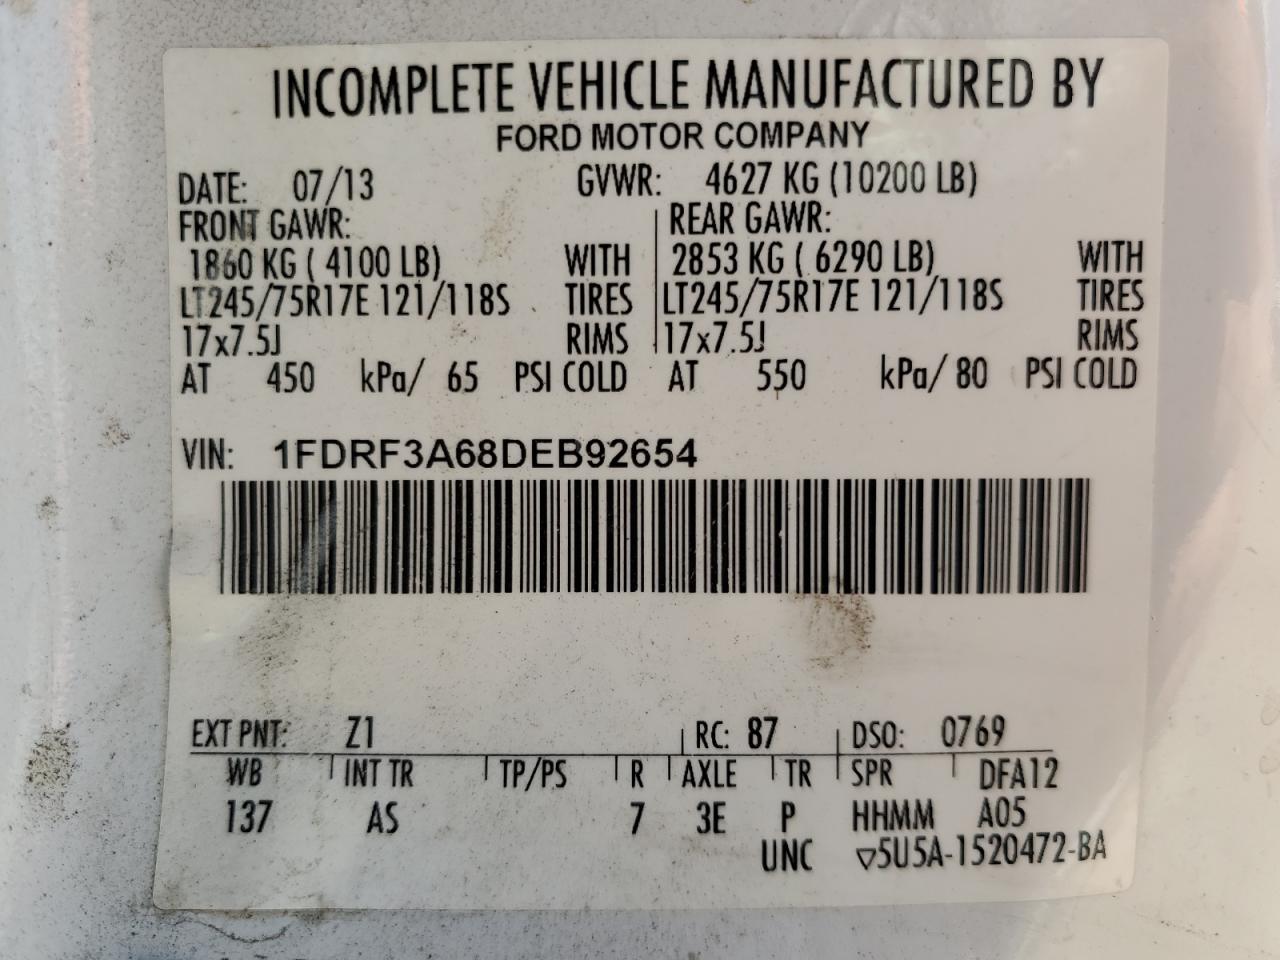 INCOMPLETE VEHICLE MANUFACTURED BY
FORD MOTOR COMPANY
DATE: 07/13 GVWR: 4627 KG (10200 LB)
FRONT GAWR: REAR GAWR:
1860 KG ( 4100 LB) WITH 2853 KG ( 6290 LB) WITH
LT245/75R17E 121/118S TIRES LT245/75R17E 121/118S TIRES
17x7.5J RIMS 17x7.5J RIMS
AT 450 kPa/ 65 PSI COLD AT 550 kPa/ 80 PSI COLD
VIN: 1FDRF3A68DEB92654
EXT PNT: Z1 RC: 87 DSO: 0769
WB INT TR TP/PS R AXLE TR SPR DFA12
137 AS 7 3E P HHMM A05
UNC ▽5U5A-1520472-BA